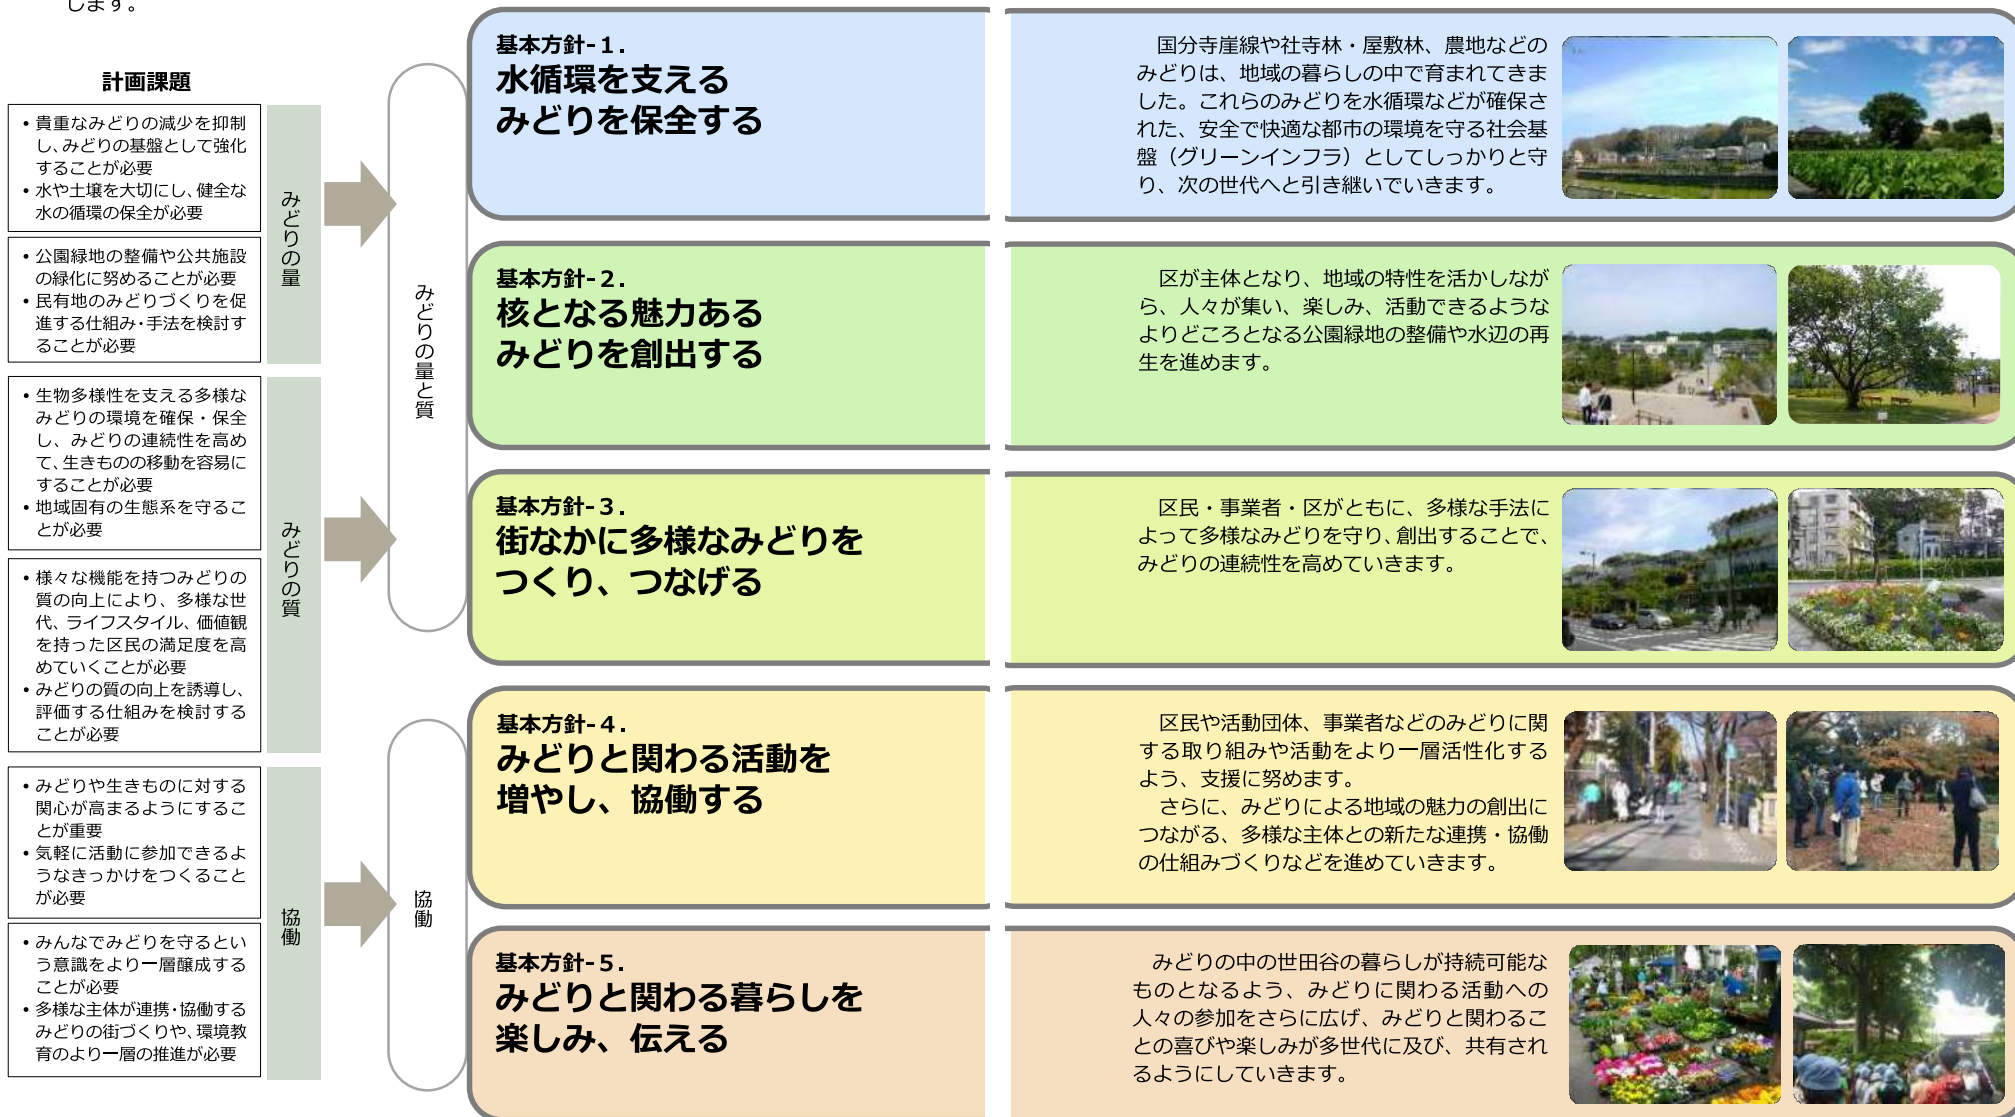 します。
計画課題
• 貴重なみどりの減少を抑制
し、みどりの基盤として強化
することが必要
• 水や土壌を大切にし、健全な
水の循環の保全が必要
• 公園緑地の整備や公共施設
の緑化に努めることが必要
• 民有地のみどりづくりを促
進する仕組み・手法を検討す
ることが必要
みどりの量
• 生物多様性を支える多様な
みどりの環境を確保・保全
し、みどりの連続性を高め
て、生きものの移動を容易に
することが必要
• 地域固有の生態系を守るこ
とが必要
• 様々な機能を持つみどりの
質の向上により、多様な世
代、ライフスタイル、価値観
を持った区民の満足度を高
めていくことが必要
• みどりの質の向上を誘導し、
評価する仕組みを検討する
ことが必要
みどりの質
• みどりや生きものに対する
関心が高まるようにするこ
とが重要
• 気軽に活動に参加できるよ
うなきっかけをつくること
が必要
• みんなでみどりを守るとい
う意識をより一層醸成する
ことが必要
• 多様な主体が連携・協働する
みどりの街づくりや、環境教
育のより一層の推進が必要
協働
みどりの量と質
協働
基本方針-1.
水循環を支える
みどりを保全する
国分寺崖線や社寺林・屋敷林、農地などの
みどりは、地域の暮らしの中で育まれてきま
した。これらのみどりを水循環などが確保さ
れた、安全で快適な都市の環境を守る社会基
盤（グリーンインフラ）としてしっかりと守
り、次の世代へと引き継いでいきます。
基本方針-2.
核となる魅力ある
みどりを創出する
区が主体となり、地域の特性を活かしなが
ら、人々が集い、楽しみ、活動できるような
よりどころとなる公園緑地の整備や水辺の再
生を進めます。
基本方針-3.
街なかに多様なみどりを
つくり、つなげる
区民・事業者・区がともに、多様な手法に
よって多様なみどりを守り、創出することで、
みどりの連続性を高めていきます。
基本方針-4.
みどりと関わる活動を
増やし、協働する
区民や活動団体、事業者などのみどりに関
する取り組みや活動をより一層活性化する
よう、支援に努めます。
さらに、みどりによる地域の魅力の創出に
つながる、多様な主体との新たな連携・協働
の仕組みづくりなどを進めていきます。
基本方針-5.
みどりと関わる暮らしを
楽しみ、伝える
みどりの中の世田谷の暮らしが持続可能な
ものとなるよう、みどりに関わる活動への
人々の参加をさらに広げ、みどりと関わるこ
との喜びや楽しみが多世代に及び、共有され
るようにしていきます。